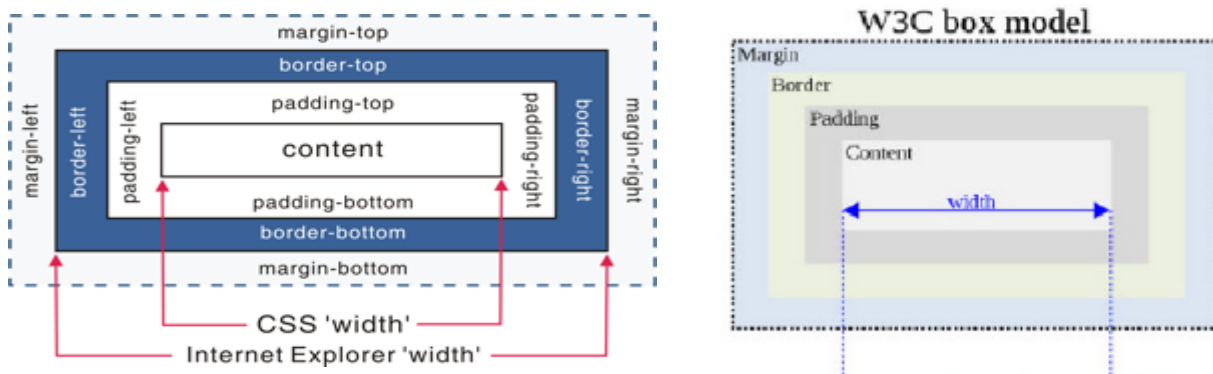 margin-top
border-top
padding-top
margin-left
border-left
padding-left
content
padding-right
border-right
margin-right
padding-bottom
border-bottom
margin-bottom
CSS 'width'
Internet Explorer 'width'
W3C box model
Margin
Border
Padding
Content
width